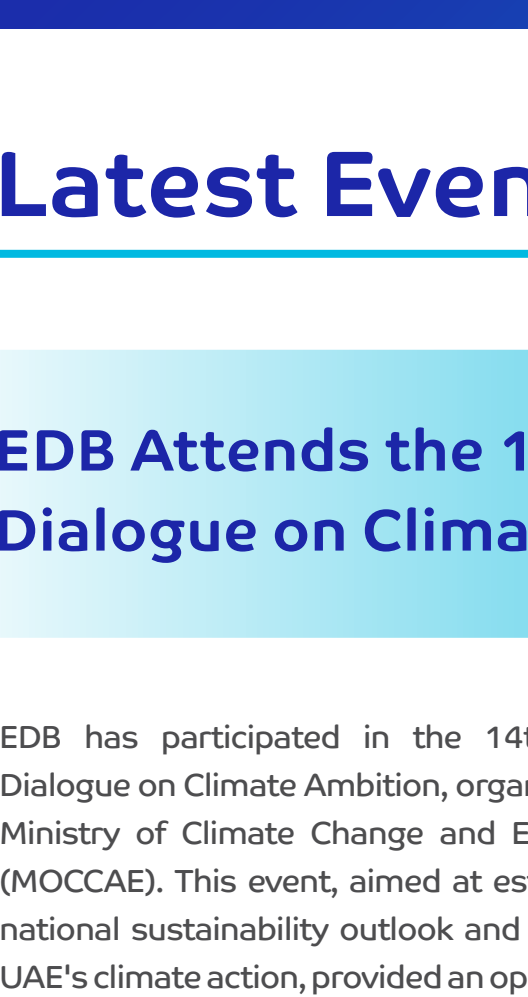 Latest Even
EDB Attends the 1
Dialogue on Clima
EDB has participated in the 14t
Dialogue on Climate Ambition, organ
Ministry of Climate Change and E
(MOCCAE). This event, aimed at es
national sustainability outlook and
UAE's climate action, provided an op